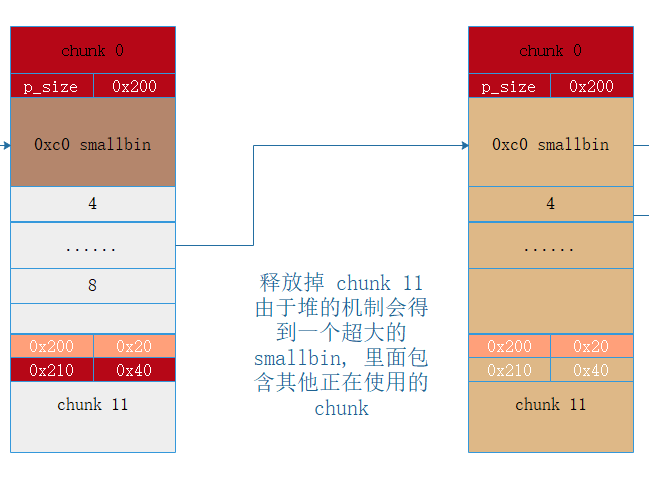 chunk 0
p_size 0x200
0xc0 smallbin
4
......
8
0x200 0x20
0x210 0x40
chunk 11
释放掉 chunk 11
由于堆的机制会得
到一个超大的
smallbin, 里面包
含其他正在使用的
chunk
chunk 0
p_size 0x200
0xc0 smallbin
4
......
0x200 0x20
0x210 0x40
chunk 11